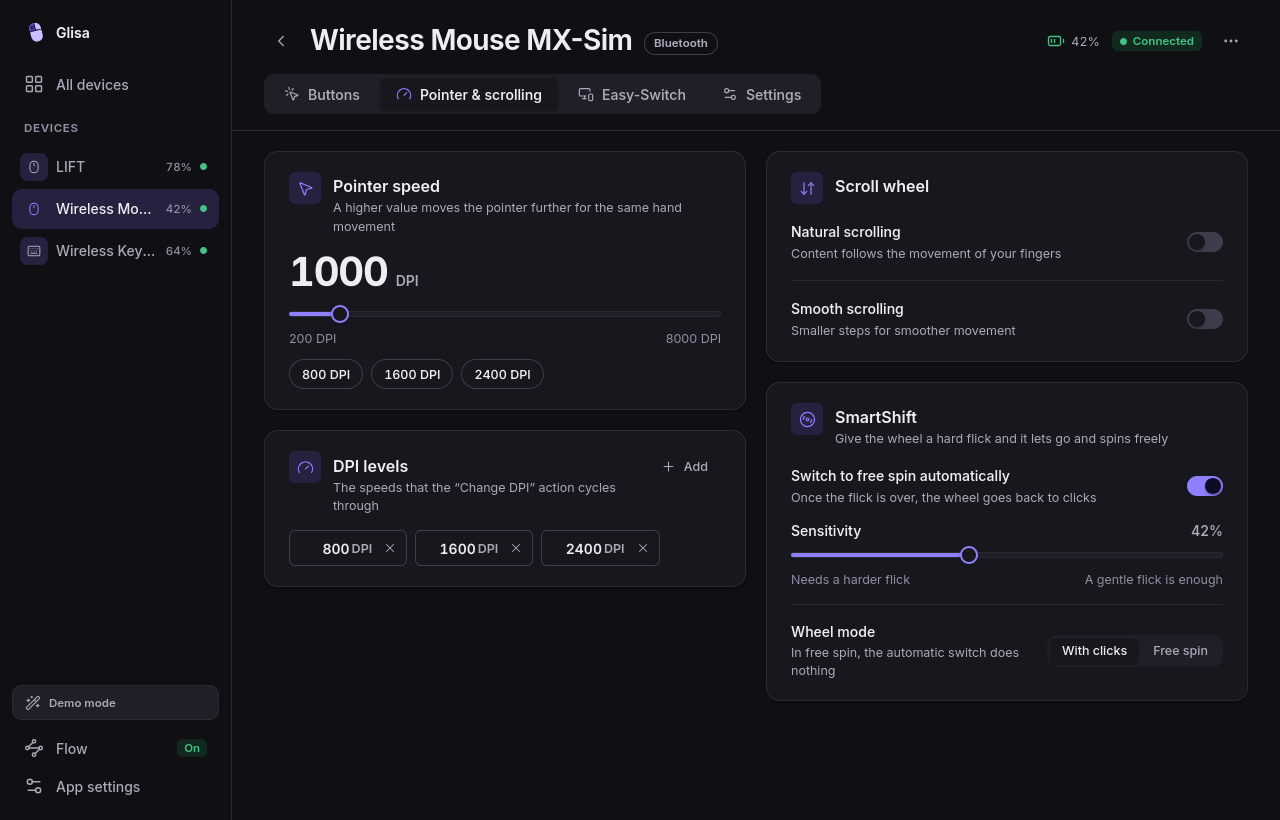 Glisa
All devices
DEVICES
LIFT 78%
Wireless Mo... 42%
Wireless Key... 64%
Demo mode
Flow On
App settings
Wireless Mouse MX-Sim Bluetooth
42% Connected
Buttons Pointer & scrolling Easy-Switch Settings
Pointer speed
A higher value moves the pointer further for the same hand
movement
1000 DPI
200 DPI 8000 DPI
800 DPI 1600 DPI 2400 DPI
DPI levels Add
The speeds that the “Change DPI” action cycles
through
800 DPI 1600 DPI 2400 DPI
Scroll wheel
Natural scrolling
Content follows the movement of your fingers
Smooth scrolling
Smaller steps for smoother movement
SmartShift
Give the wheel a hard flick and it lets go and spins freely
Switch to free spin automatically
Once the flick is over, the wheel goes back to clicks
Sensitivity 42%
Needs a harder flick A gentle flick is enough
Wheel mode
In free spin, the automatic switch does
nothing
With clicks Free spin